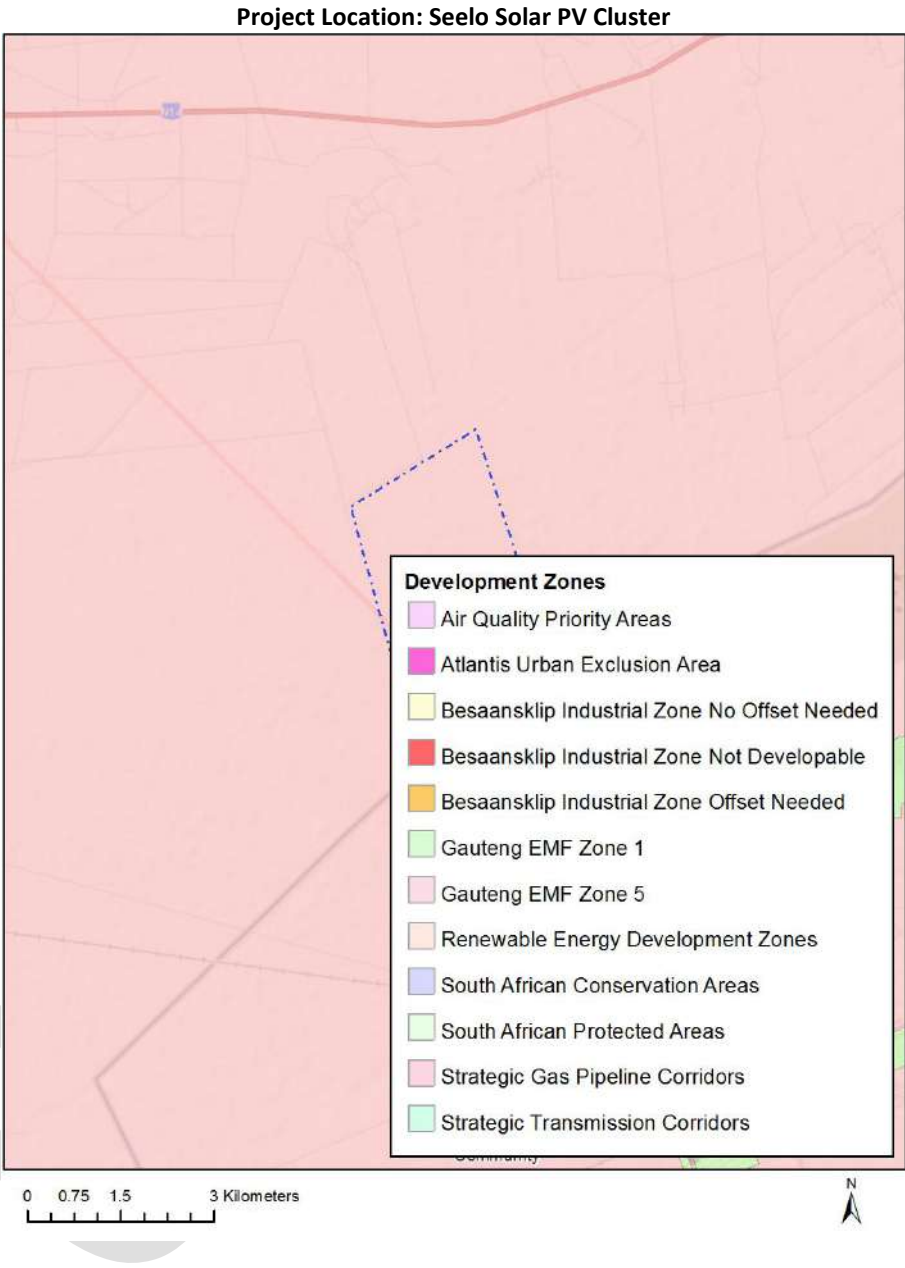 Project Location: Seelo Solar PV Cluster
Development Zones
Air Quality Priority Areas
Atlantis Urban Exclusion Area
Besaansklip Industrial Zone No Offset Needed
Besaansklip Industrial Zone Not Developable
Besaansklip Industrial Zone Offset Needed
Gauteng EMF Zone 1
Gauteng EMF Zone 5
Renewable Energy Development Zones
South African Conservation Areas
South African Protected Areas
Strategic Gas Pipeline Corridors
Strategic Transmission Corridors
Community
0 0.75 1.5 3 Kilometers
N